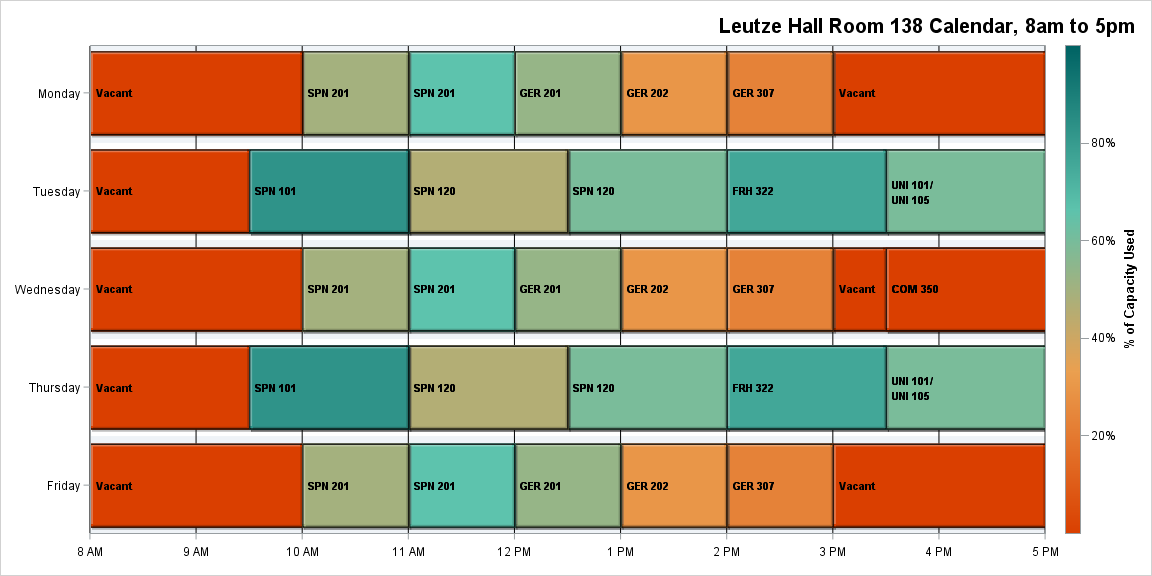 Leutze Hall Room 138 Calendar, 8am to 5pm
Monday
Vacant
SPN 201
SPN 201
GER 201
GER 202
GER 307
Vacant
Tuesday
Vacant
SPN 101
SPN 120
SPN 120
FRH 322
UNI 101/
UNI 105
Wednesday
Vacant
SPN 201
SPN 201
GER 201
GER 202
GER 307
Vacant
COM 350
Thursday
Vacant
SPN 101
SPN 120
SPN 120
FRH 322
UNI 101/
UNI 105
Friday
Vacant
SPN 201
SPN 201
GER 201
GER 202
GER 307
Vacant
8 AM
9 AM
10 AM
11 AM
12 PM
1 PM
2 PM
3 PM
4 PM
5 PM
80%
60%
40%
20%
% of Capacity Used